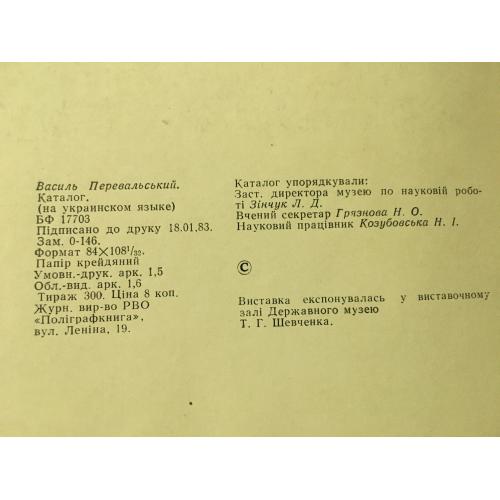 Василь Перевальський.
Каталог.
(на украинском языке)
БФ 17703
Підписано до друку 18.01.83.
Зам. 0-146.
Формат 84×108¹/₃₂.
Папір крейдяний
Умовн.-друк. арк. 1,5
Обл.-вид. арк. 1,6
Тираж 300. Ціна 8 коп.
Журн. вир-во РВО
«Поліграфкнига»,
вул. Леніна, 19.
Каталог упорядкували:
Заст. директора музею по науковій робо-
ті Зінчук Л. Д.
Вчений секретар Грязнова Н. О.
Науковий працівник Козубовська Н. І.
©
Виставка експонувалась у виставочному
залі Державного музею
Т. Г. Шевченка.